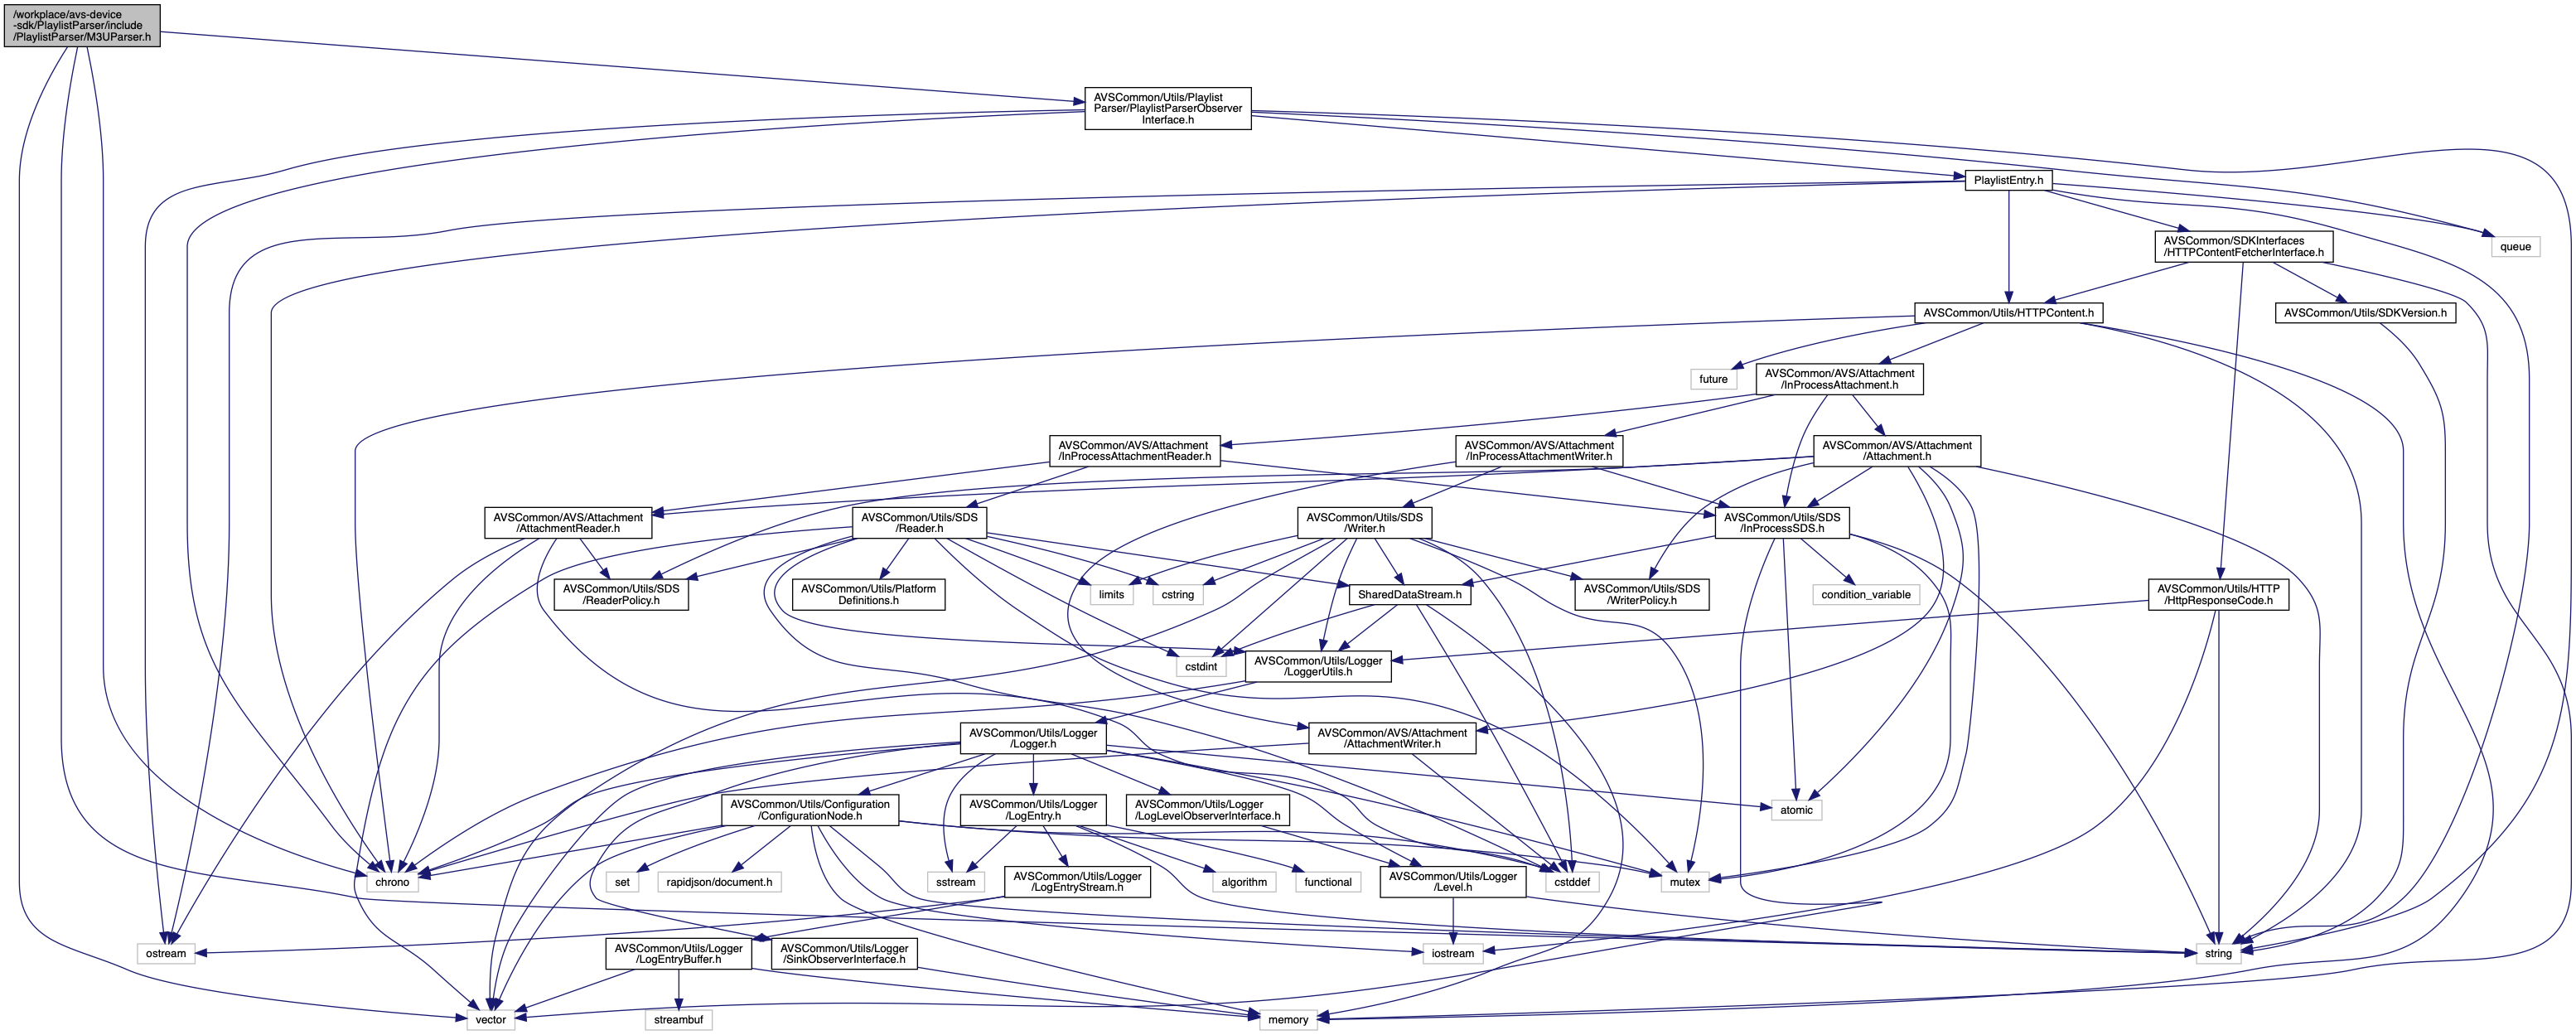 /workplace/avs-device
-sdk/PlaylistParser/include
/PlaylistParser/M3UParser.h
AVSCommon/Utils/Playlist
Parser/PlaylistParserObserver
Interface.h
PlaylistEntry.h
AVSCommon/SDKInterfaces
/HTTPContentFetcherInterface.h
queue
AVSCommon/Utils/HTTPContent.h
AVSCommon/Utils/SDKVersion.h
future
AVSCommon/AVS/Attachment
/InProcessAttachment.h
AVSCommon/AVS/Attachment
/InProcessAttachmentReader.h
AVSCommon/AVS/Attachment
/InProcessAttachmentWriter.h
AVSCommon/AVS/Attachment
/Attachment.h
AVSCommon/AVS/Attachment
/AttachmentReader.h
AVSCommon/Utils/SDS
/Reader.h
AVSCommon/Utils/SDS
/Writer.h
AVSCommon/Utils/SDS
/InProcessSDS.h
AVSCommon/Utils/SDS
/ReaderPolicy.h
AVSCommon/Utils/Platform
Definitions.h
limits
cstring
SharedDataStream.h
AVSCommon/Utils/SDS
/WriterPolicy.h
condition_variable
AVSCommon/Utils/HTTP
/HttpResponseCode.h
cstdint
AVSCommon/Utils/Logger
/LoggerUtils.h
AVSCommon/Utils/Logger
/Logger.h
AVSCommon/AVS/Attachment
/AttachmentWriter.h
AVSCommon/Utils/Configuration
/ConfigurationNode.h
AVSCommon/Utils/Logger
/LogEntry.h
AVSCommon/Utils/Logger
/LogLevelObserverInterface.h
atomic
chrono
set
rapidjson/document.h
sstream
AVSCommon/Utils/Logger
/LogEntryStream.h
algorithm
functional
AVSCommon/Utils/Logger
/Level.h
cstddef
mutex
ostream
AVSCommon/Utils/Logger
/LogEntryBuffer.h
AVSCommon/Utils/Logger
/SinkObserverInterface.h
iostream
string
vector
streambuf
memory